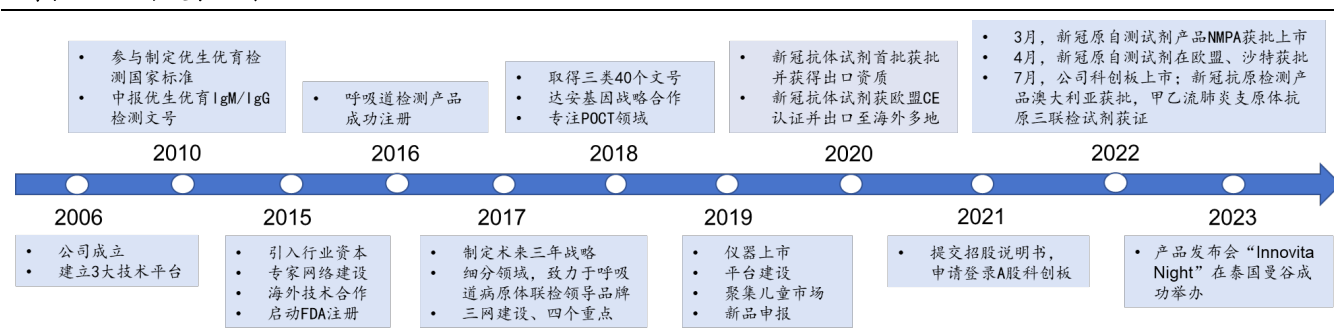 • 参与制定优生优育检
测国家标准
• 申报优生优育IgM/IgG
检测文号
• 呼吸道检测产品
成功注册
• 取得三类40个文号
• 达安基因战略合作
• 专注POCT领域
• 新冠抗体试剂首批获批
并获得出口资质
• 新冠抗体试剂获欧盟CE
认证并出口至海外多地
• 3月，新冠原自测试剂产品NMPA获批上市
• 4月，新冠原自测试剂在欧盟、沙特获批
• 7月，公司科创板上市；新冠抗原检测产
品澳大利亚获批，甲乙流肺炎支原体抗
原三联检试剂获证
2010
2016
2018
2020
2022
2006
2015
2017
2019
2021
2023
• 公司成立
• 建立3大技术平台
• 引入行业资本
• 专家网络建设
• 海外技术合作
• 启动FDA注册
• 制定未来三年战略
• 细分领域，致力于呼吸
道病原体联检领导品牌
• 三网建设、四个重点
• 仪器上市
• 平台建设
• 聚集儿童市场
• 新品申报
• 提交招股说明书，
申请登录A股科创板
• 产品发布会“Innovita
Night”在泰国曼谷成
功举办